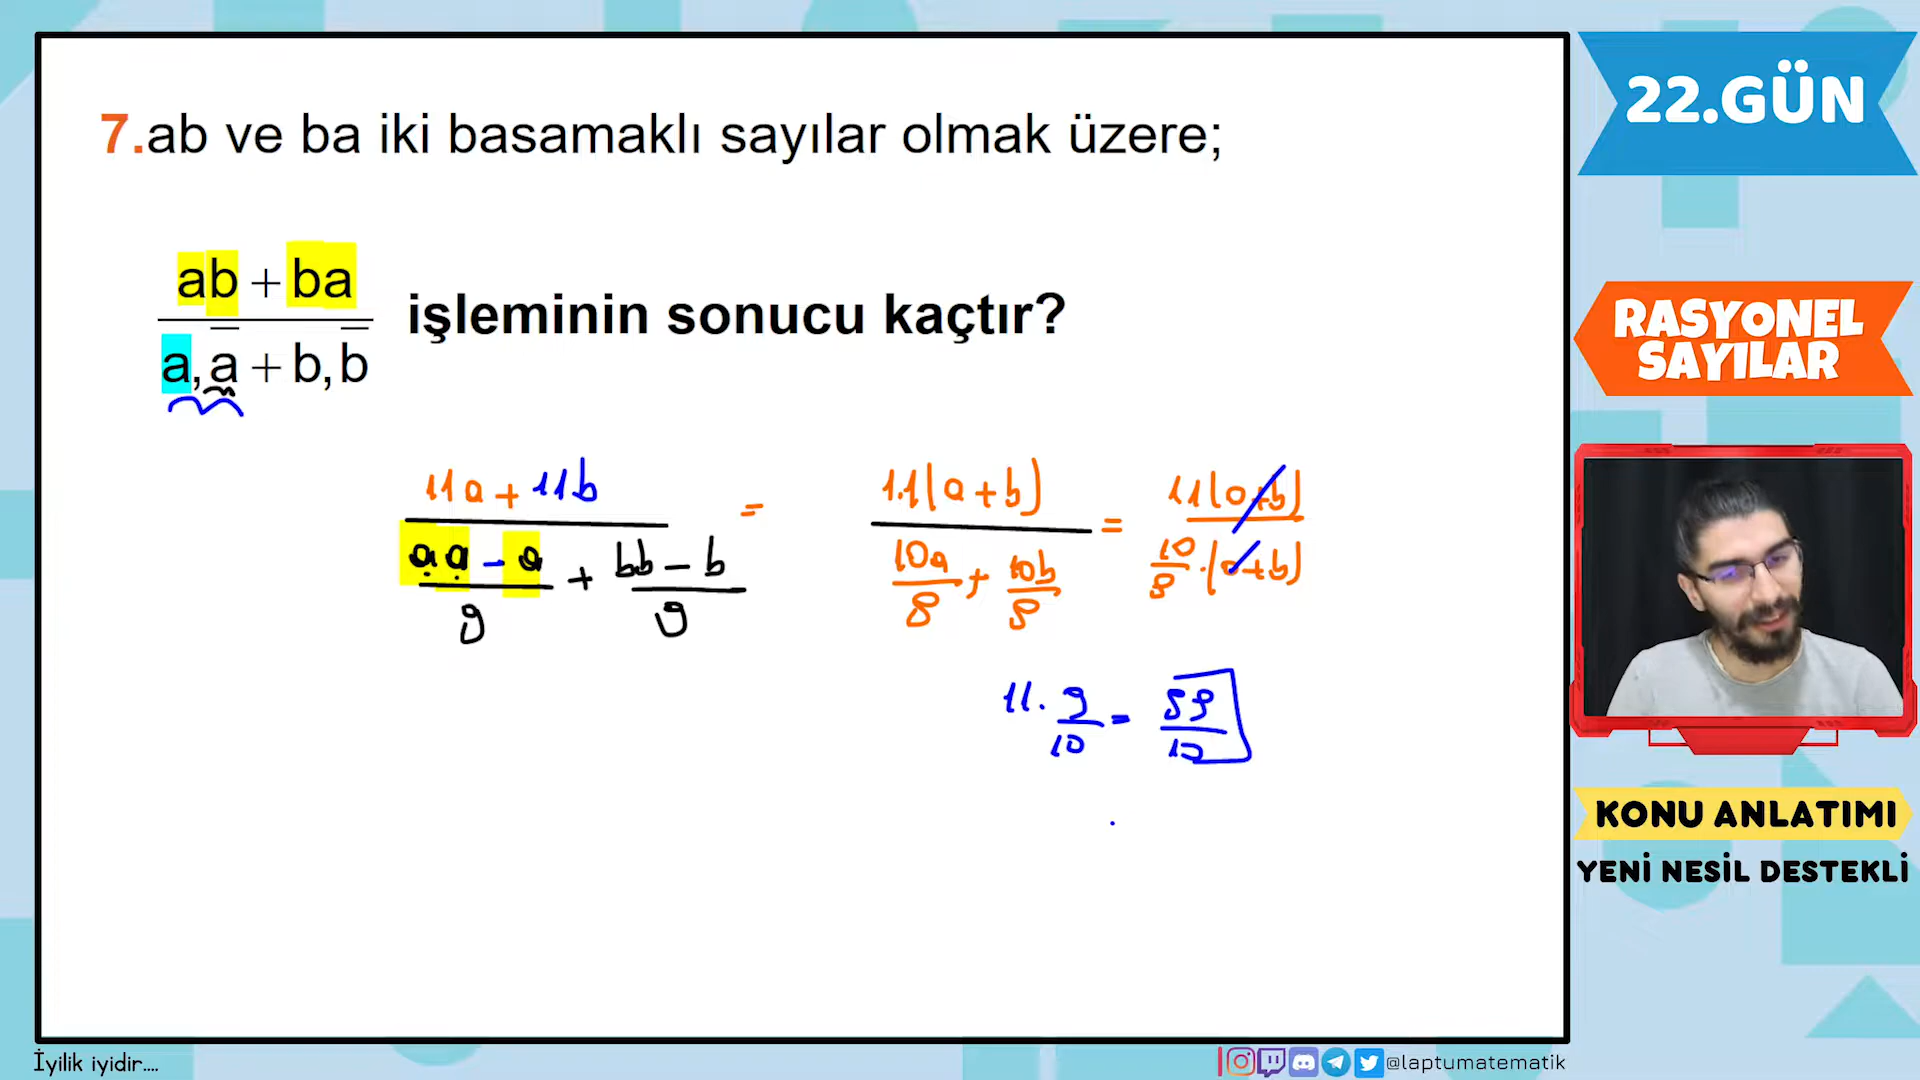 22.GÜN
7.ab ve ba iki basamaklı sayılar olmak üzere;
ab + ba
a,a̅ + b,b̅
işleminin sonucu kaçtır?
RASYONEL
SAYILAR
11a + 11b
aa - a + bb - b
9 9
=
11(a+b)
10a + 10b
9 9
=
11(a+b)
10/9 . (a+b)
11. 9/10 = 99/10
KONU ANLATIMI
YENİ NESİL DESTEKLİ
İyilik iyidir....
@laptumatematik